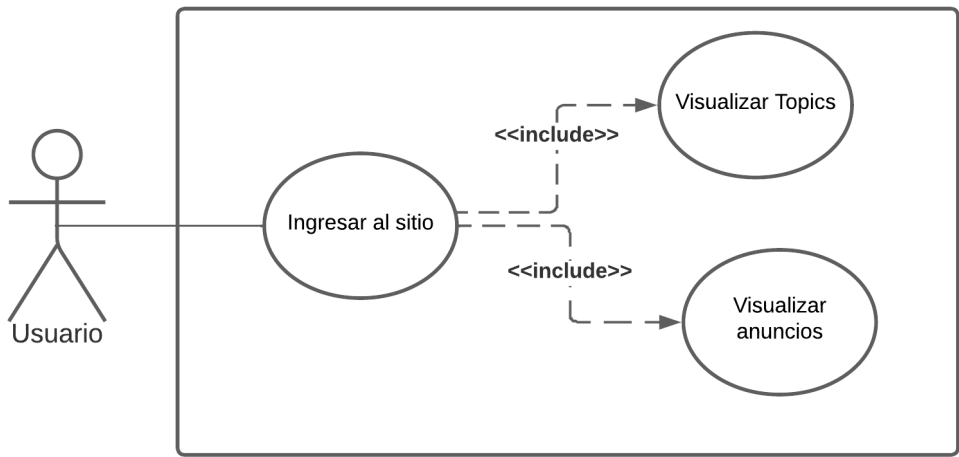 Visualizar Topics
<<include>>
Ingresar al sitio
<<include>>
Visualizar
anuncios
Usuario